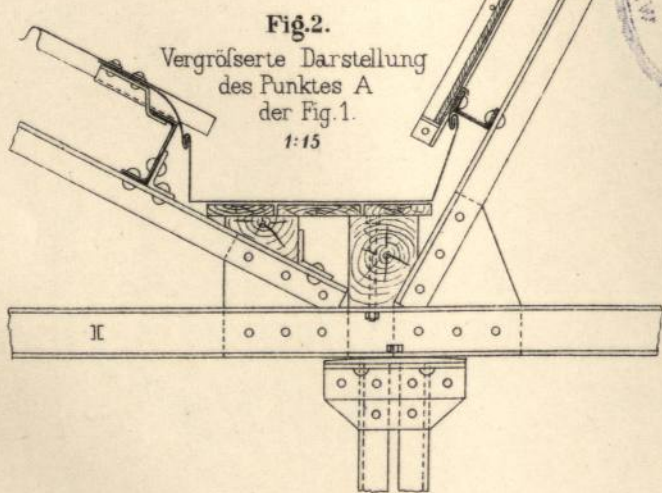 Fig.2.
Vergröſserte Darstellung
des Punktes A
der Fig.1.
1:15